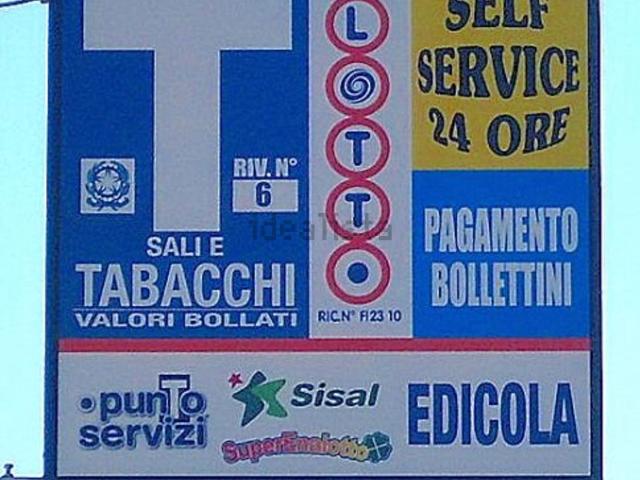 T
RIV. N°
6
SALI E
TABACCHI
VALORI BOLLATI
LOTTO
RIC.N° FI23 10
SELF
SERVICE
24 ORE
PAGAMENTO
BOLLETTINI
idealista
punTo
servizi
Sisal
SuperEnalotto
EDICOLA